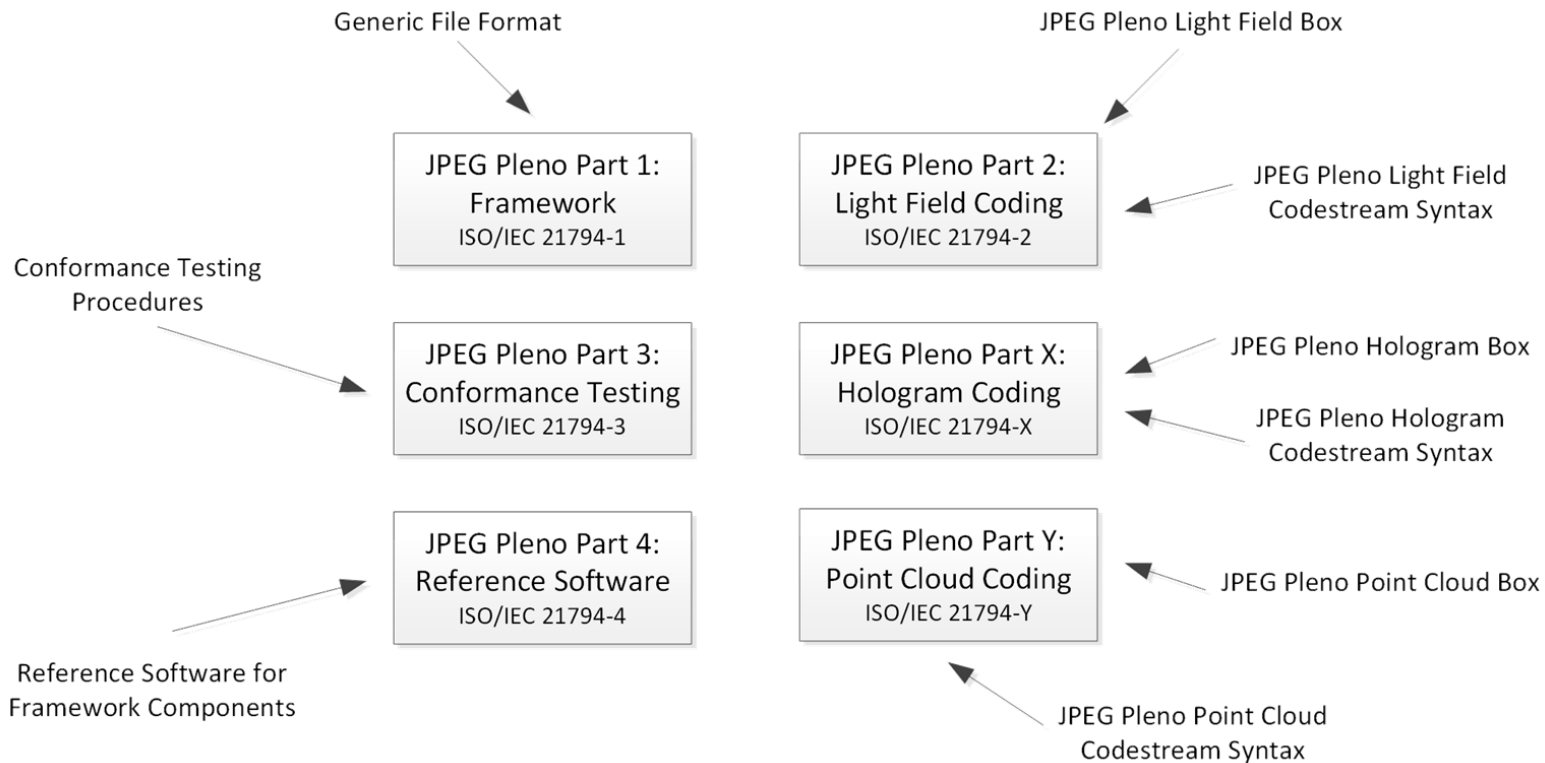 Generic File Format
JPEG Pleno Light Field Box
JPEG Pleno Part 1:
Framework
ISO/IEC 21794-1
JPEG Pleno Part 2:
Light Field Coding
ISO/IEC 21794-2
JPEG Pleno Light Field
Codestream Syntax
Conformance Testing
Procedures
JPEG Pleno Part 3:
Conformance Testing
ISO/IEC 21794-3
JPEG Pleno Part X:
Hologram Coding
ISO/IEC 21794-X
JPEG Pleno Hologram Box
JPEG Pleno Hologram
Codestream Syntax
JPEG Pleno Part 4:
Reference Software
ISO/IEC 21794-4
JPEG Pleno Part Y:
Point Cloud Coding
ISO/IEC 21794-Y
JPEG Pleno Point Cloud Box
Reference Software for
Framework Components
JPEG Pleno Point Cloud
Codestream Syntax